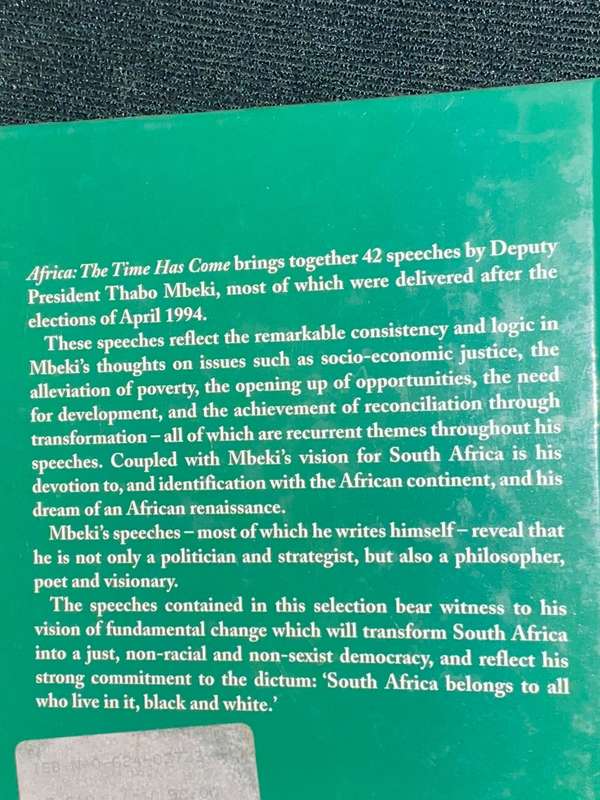 Africa: The Time Has Come brings together 42 speeches by Deputy
President Thabo Mbeki, most of which were delivered after the
elections of April 1994.
These speeches reflect the remarkable consistency and logic in
Mbeki's thoughts on issues such as socio-economic justice, the
alleviation of poverty, the opening up of opportunities, the need
for development, and the achievement of reconciliation through
transformation – all of which are recurrent themes throughout his
speeches. Coupled with Mbeki's vision for South Africa is his
devotion to, and identification with the African continent, and his
dream of an African renaissance.
Mbeki's speeches – most of which he writes himself – reveal that
he is not only a politician and strategist, but also a philosopher,
poet and visionary.
The speeches contained in this selection bear witness to his
vision of fundamental change which will transform South Africa
into a just, non-racial and non-sexist democracy, and reflect his
strong commitment to the dictum: ‘South Africa belongs to all
who live in it, black and white.’